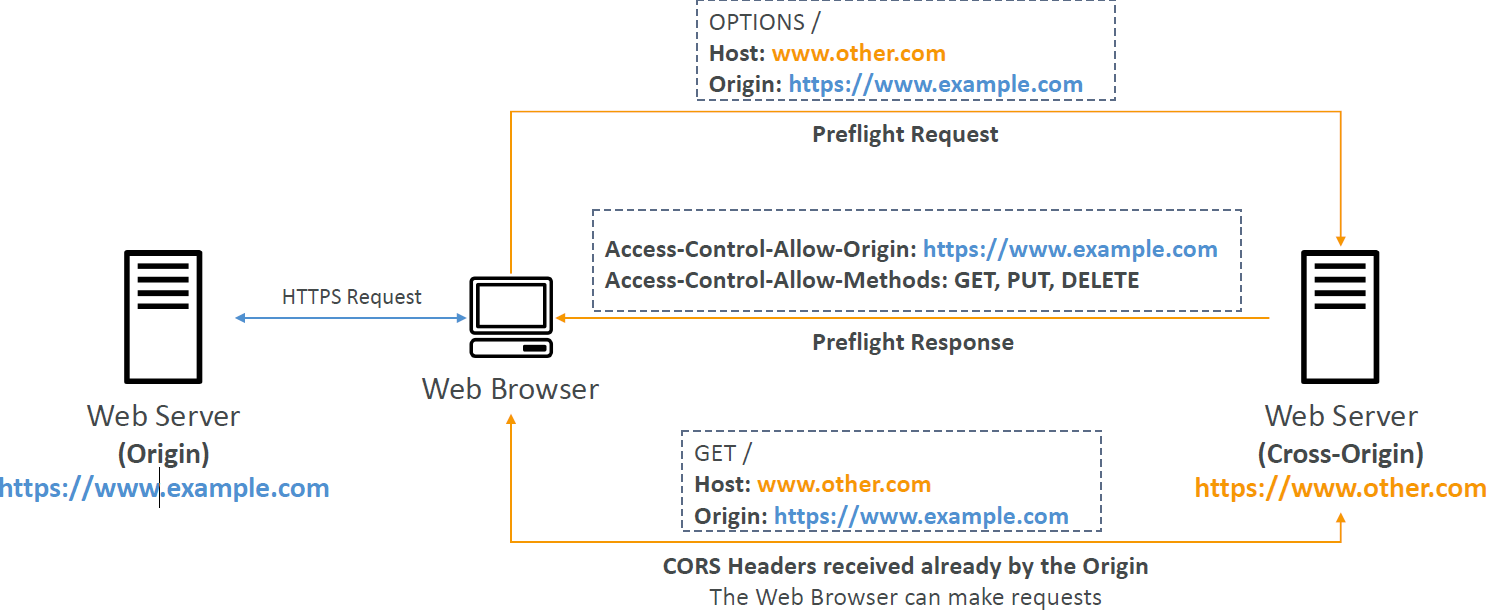 OPTIONS /
Host: www.other.com
Origin: https://www.example.com
Preflight Request
Access-Control-Allow-Origin: https://www.example.com
Access-Control-Allow-Methods: GET, PUT, DELETE
HTTPS Request
Preflight Response
Web Browser
Web Server
(Origin)
https://www.example.com
Web Server
(Cross-Origin)
https://www.other.com
GET /
Host: www.other.com
Origin: https://www.example.com
CORS Headers received already by the Origin
The Web Browser can make requests